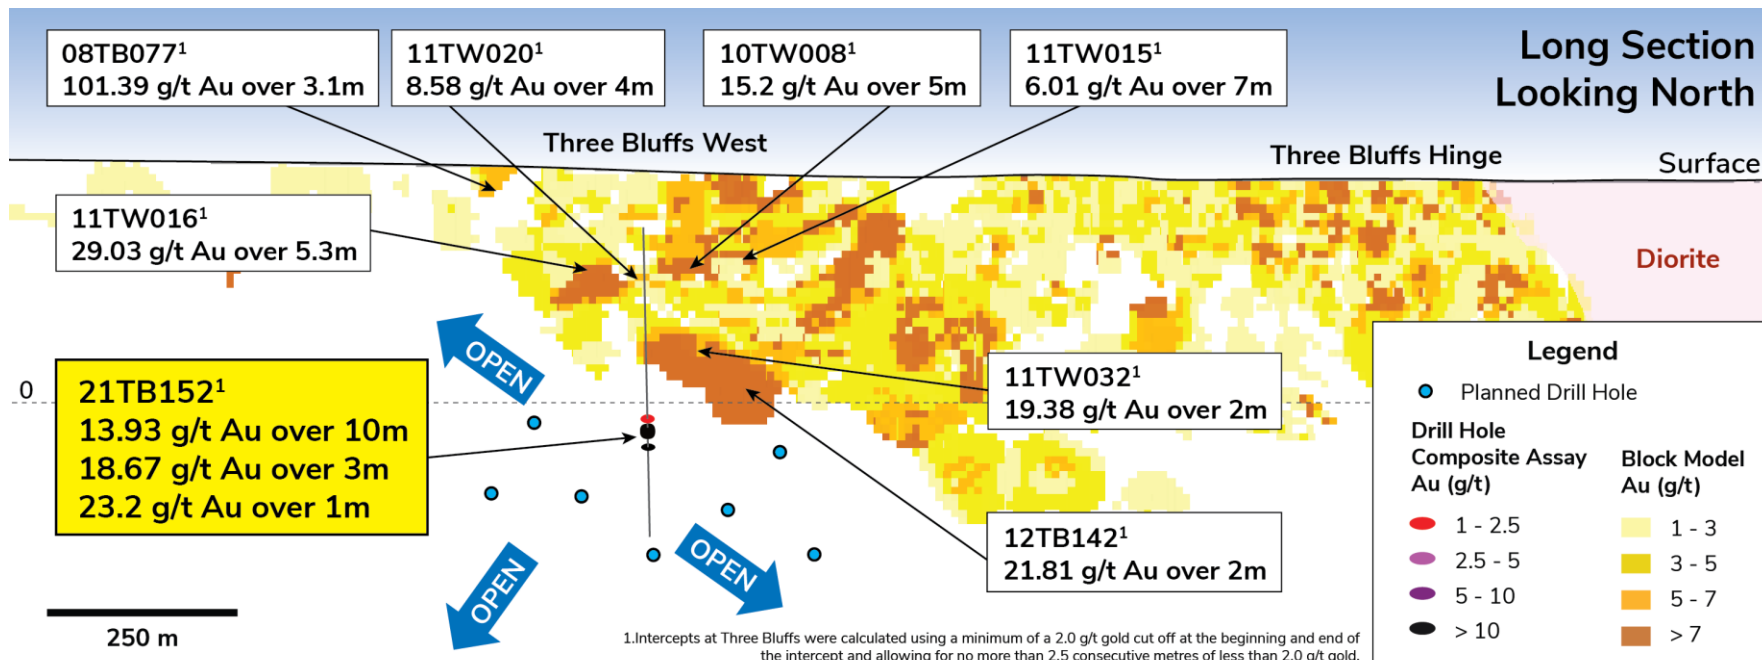 Long Section
Looking North
08TB077¹
101.39 g/t Au over 3.1m
11TW020¹
8.58 g/t Au over 4m
10TW008¹
15.2 g/t Au over 5m
11TW015¹
6.01 g/t Au over 7m
Three Bluffs West
Three Bluffs Hinge
Surface
11TW016¹
29.03 g/t Au over 5.3m
Diorite
OPEN
0
21TB152¹
13.93 g/t Au over 10m
18.67 g/t Au over 3m
23.2 g/t Au over 1m
11TW032¹
19.38 g/t Au over 2m
12TB142¹
21.81 g/t Au over 2m
OPEN
OPEN
250 m
Legend
Planned Drill Hole
Drill Hole
Composite Assay
Au (g/t)
1 - 2.5
2.5 - 5
5 - 10
> 10
Block Model
Au (g/t)
1 - 3
3 - 5
5 - 7
> 7
1.Intercepts at Three Bluffs were calculated using a minimum of a 2.0 g/t gold cut off at the beginning and end of
the intercept and allowing for no more than 2.5 consecutive metres of less than 2.0 g/t gold.